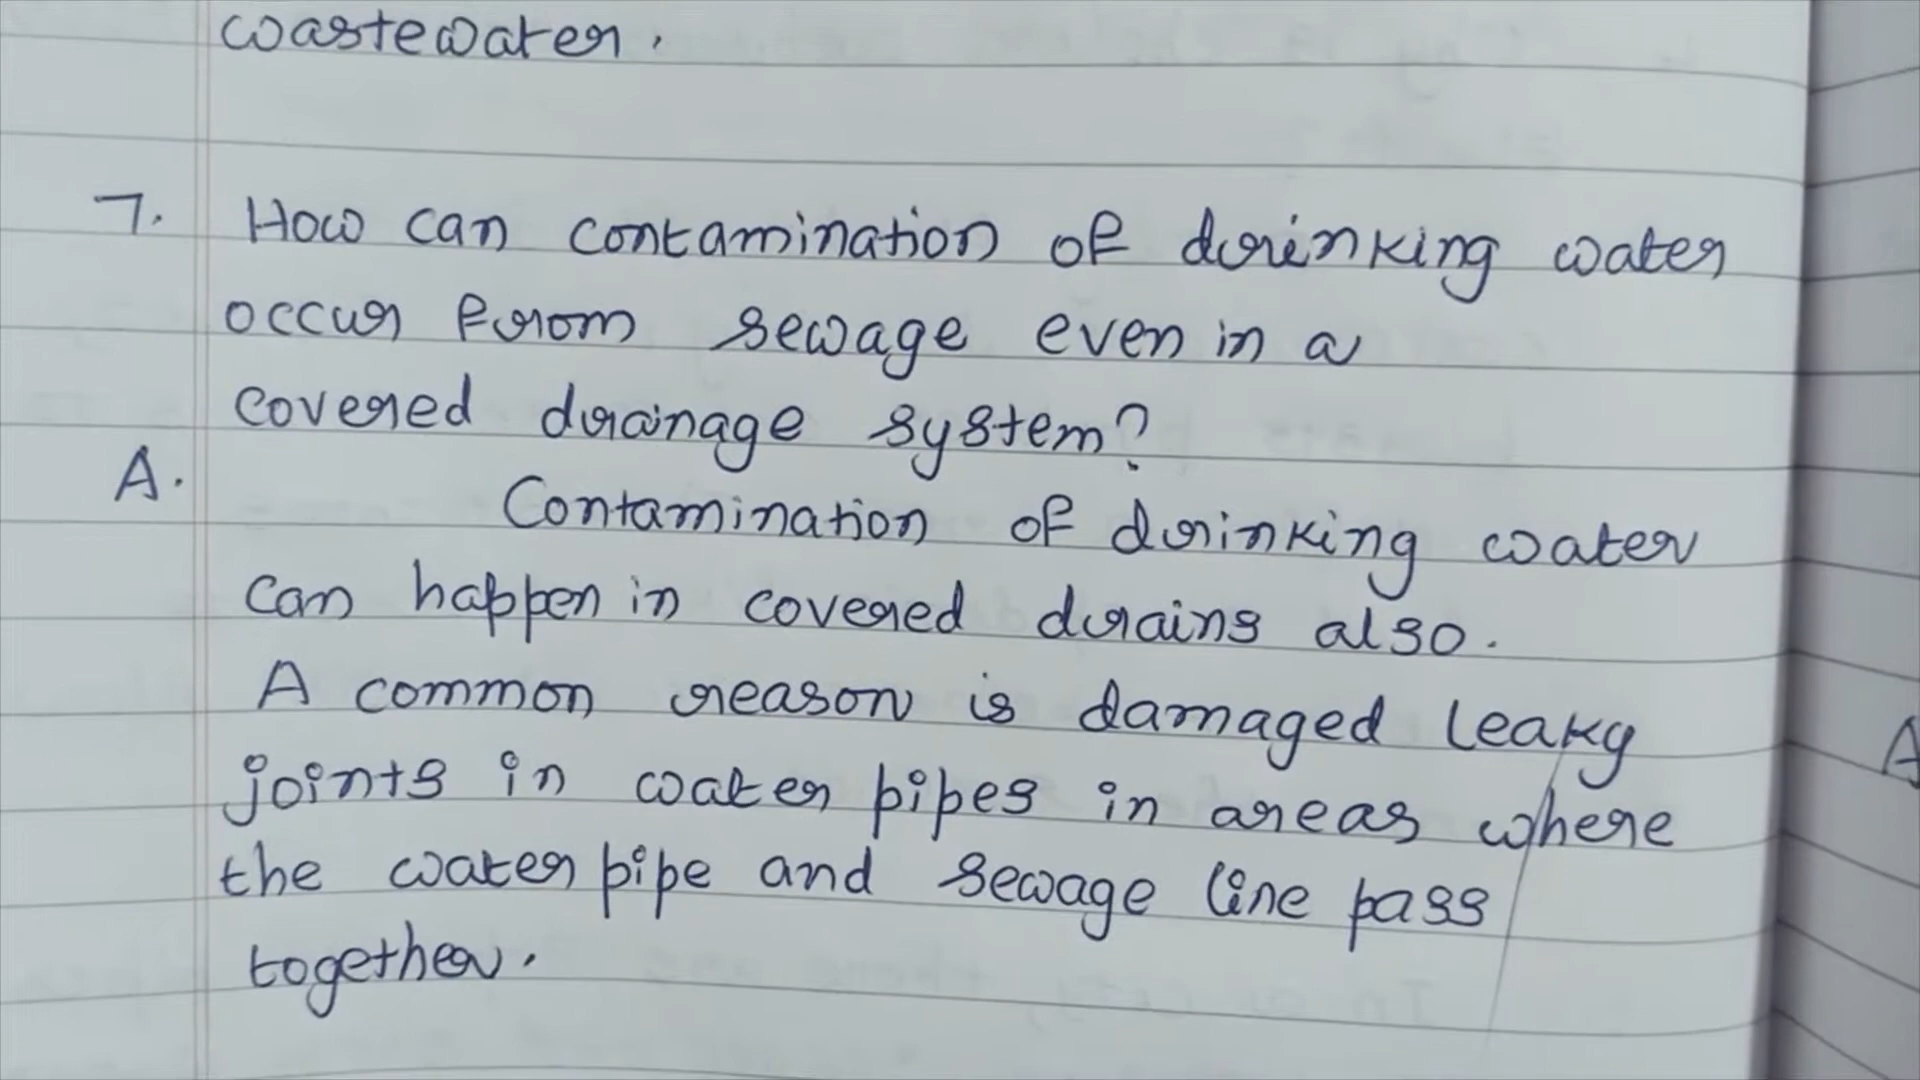 wastewater.
7. How can contamination of drinking water
occur from sewage even in a
covered drainage system?
A. Contamination of drinking water
can happen in covered drains also.
A common reason is damaged leaky
joints in water pipes in areas where
the water pipe and sewage line pass
together.
A